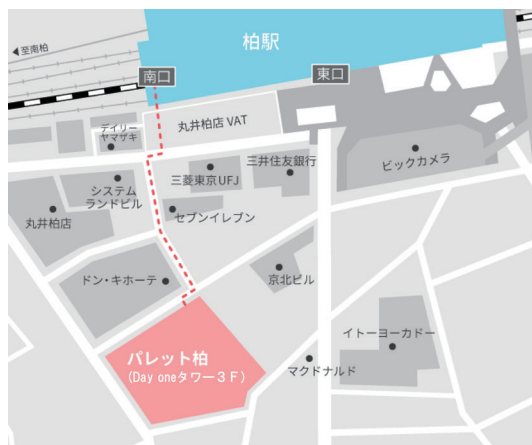 柏駅
◀至南柏
南口
東口
デイリー
ヤマザキ
丸井柏店 VAT
三井住友銀行
ビックカメラ
システム
ランドビル
三菱東京UFJ
丸井柏店
セブンイレブン
ドン・キホーテ
京北ビル
イトーヨーカドー
パレット柏
(Day oneタワー3F)
マクドナルド